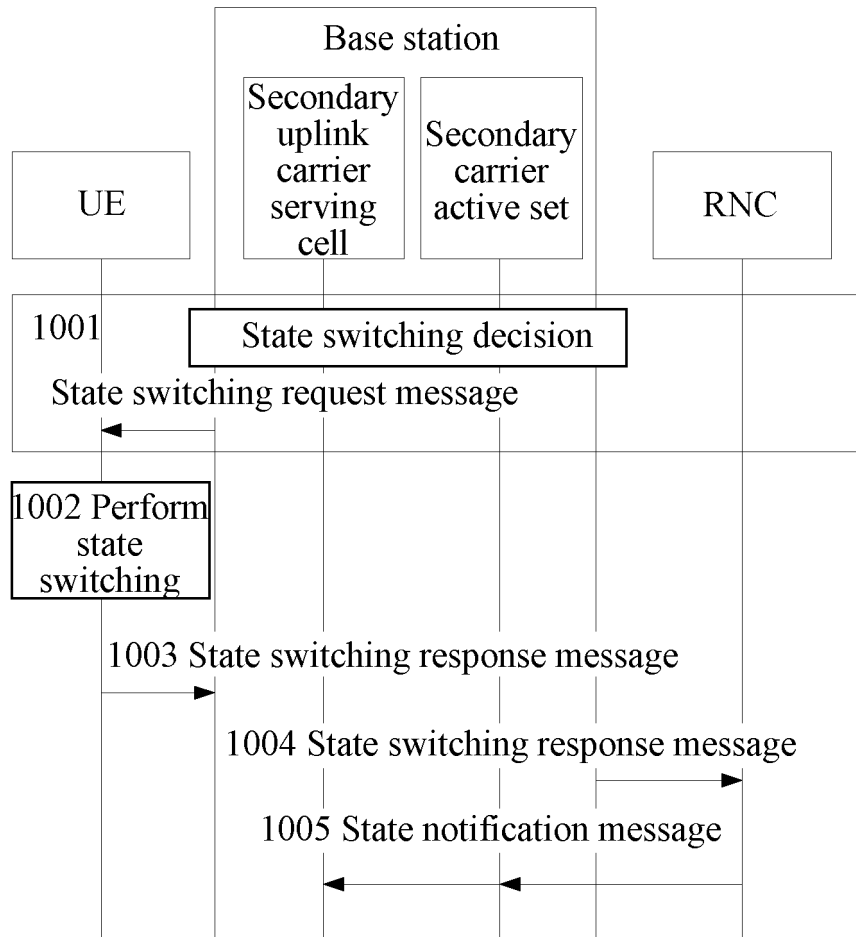 Base station
Secondary
uplink
carrier
serving
cell
Secondary
carrier
active set
UE
RNC
1001
State switching decision
State switching request message
1002 Perform
state
switching
1003 State switching response message
1004 State switching response message
1005 State notification message